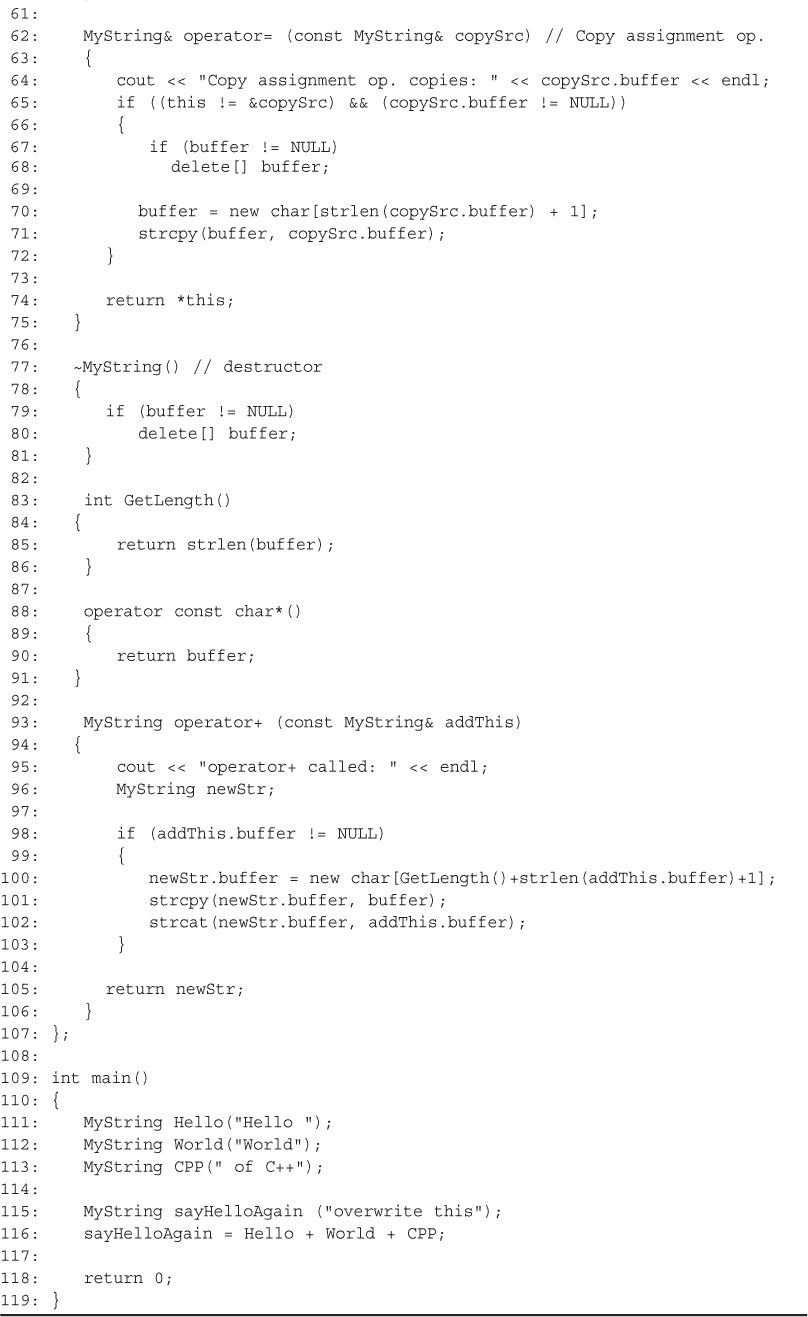 61:
62:     MyString& operator= (const MyString& copySrc) // Copy assignment op.
63:     {
64:        cout << "Copy assignment op. copies: " << copySrc.buffer << endl;
65:        if ((this != &copySrc) && (copySrc.buffer != NULL))
66:        {
67:           if (buffer != NULL)
68:             delete[] buffer;
69:
70:          buffer = new char[strlen(copySrc.buffer) + 1];
71:          strcpy(buffer, copySrc.buffer);
72:       }
73:
74:       return *this;
75:    }
76:
77:    ~MyString() // destructor
78:    {
79:       if (buffer != NULL)
80:          delete[] buffer;
81:     }
82:
83:     int GetLength()
84:    {
85:        return strlen(buffer);
86:     }
87:
88:     operator const char*()
89:     {
90:        return buffer;
91:    }
92:
93:     MyString operator+ (const MyString& addThis)
94:    {
95:        cout << "operator+ called: " << endl;
96:        MyString newStr;
97:
98:        if (addThis.buffer != NULL)
99:        {
100:           newStr.buffer = new char[GetLength()+strlen(addThis.buffer)+1];
101:           strcpy(newStr.buffer, buffer);
102:           strcat(newStr.buffer, addThis.buffer);
103:        }
104:
105:       return newStr;
106:     }
107: };
108:
109: int main()
110: {
111:     MyString Hello("Hello ");
112:     MyString World("World");
113:     MyString CPP(" of C++");
114:
115:     MyString sayHelloAgain ("overwrite this");
116:     sayHelloAgain = Hello + World + CPP;
117:
118:     return 0;
119: }